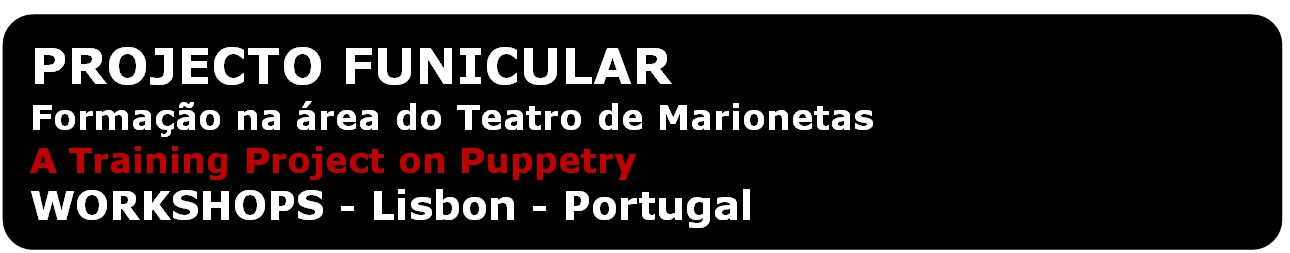 PROJECTO FUNICULAR
Formação na área do Teatro de Marionetas
A Training Project on Puppetry
WORKSHOPS - Lisbon - Portugal